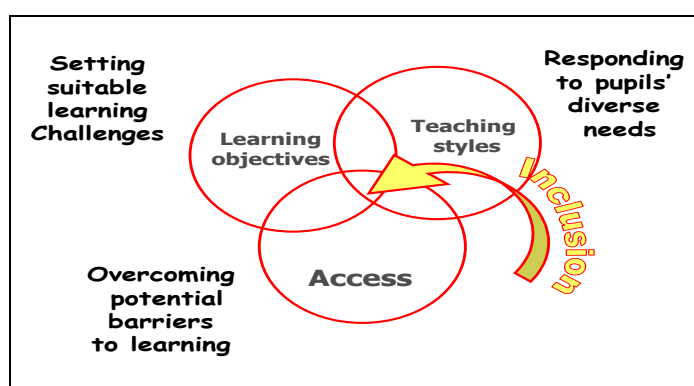 Setting
suitable
learning
Challenges
Responding
to pupils'
diverse
needs
Learning
objectives
Teaching
styles
Inclusion
Access
Overcoming
potential
barriers
to learning